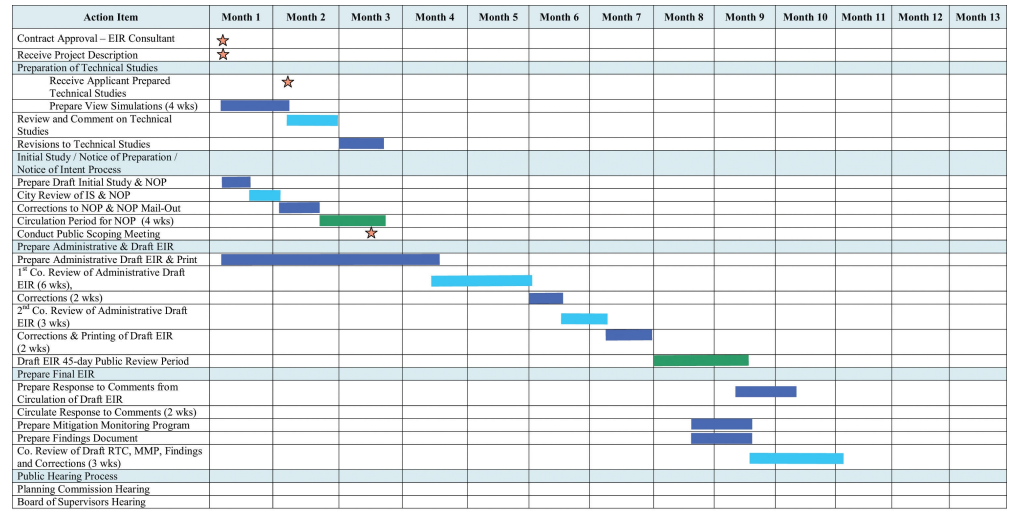 Action Item Month 1 Month 2 Month 3 Month 4 Month 5 Month 6 Month 7 Month 8 Month 9 Month 10 Month 11 Month 12 Month 13
Contract Approval – EIR Consultant
Receive Project Description
Preparation of Technical Studies
Receive Applicant Prepared
Technical Studies
Prepare View Simulations (4 wks)
Review and Comment on Technical
Studies
Revisions to Technical Studies
Initial Study / Notice of Preparation /
Notice of Intent Process
Prepare Draft Initial Study & NOP
City Review of IS & NOP
Corrections to NOP & NOP Mail-Out
Circulation Period for NOP (4 wks)
Conduct Public Scoping Meeting
Prepare Administrative & Draft EIR
Prepare Administrative Draft EIR & Print
1st Co. Review of Administrative Draft
EIR (6 wks),
Corrections (2 wks)
2nd Co. Review of Administrative Draft
EIR (3 wks)
Corrections & Printing of Draft EIR
(2 wks)
Draft EIR 45-day Public Review Period
Prepare Final EIR
Prepare Response to Comments from
Circulation of Draft EIR
Circulate Response to Comments (2 wks)
Prepare Mitigation Monitoring Program
Prepare Findings Document
Co. Review of Draft RTC, MMP, Findings
and Corrections (3 wks)
Public Hearing Process
Planning Commission Hearing
Board of Supervisors Hearing